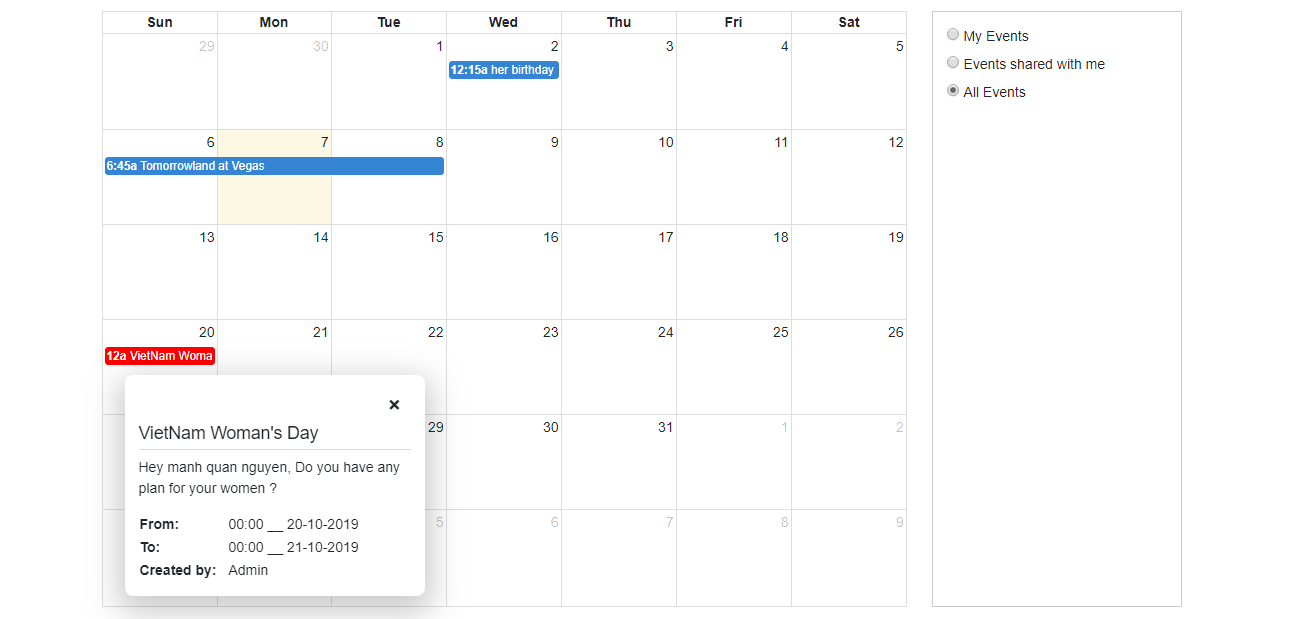 Sun Mon Tue Wed Thu Fri Sat
29 30 1 2 3 4 5
12:15a her birthday
6 7 8 9 10 11 12
6:45a Tomorrowland at Vegas
13 14 15 16 17 18 19
20 21 22 23 24 25 26
12a VietNam Woma
29 30 31 1 2
5 6 7 8 9
VietNam Woman's Day
Hey manh quan nguyen, Do you have any
plan for your women ?
From: 00:00 __ 20-10-2019
To: 00:00 __ 21-10-2019
Created by: Admin
My Events
Events shared with me
All Events